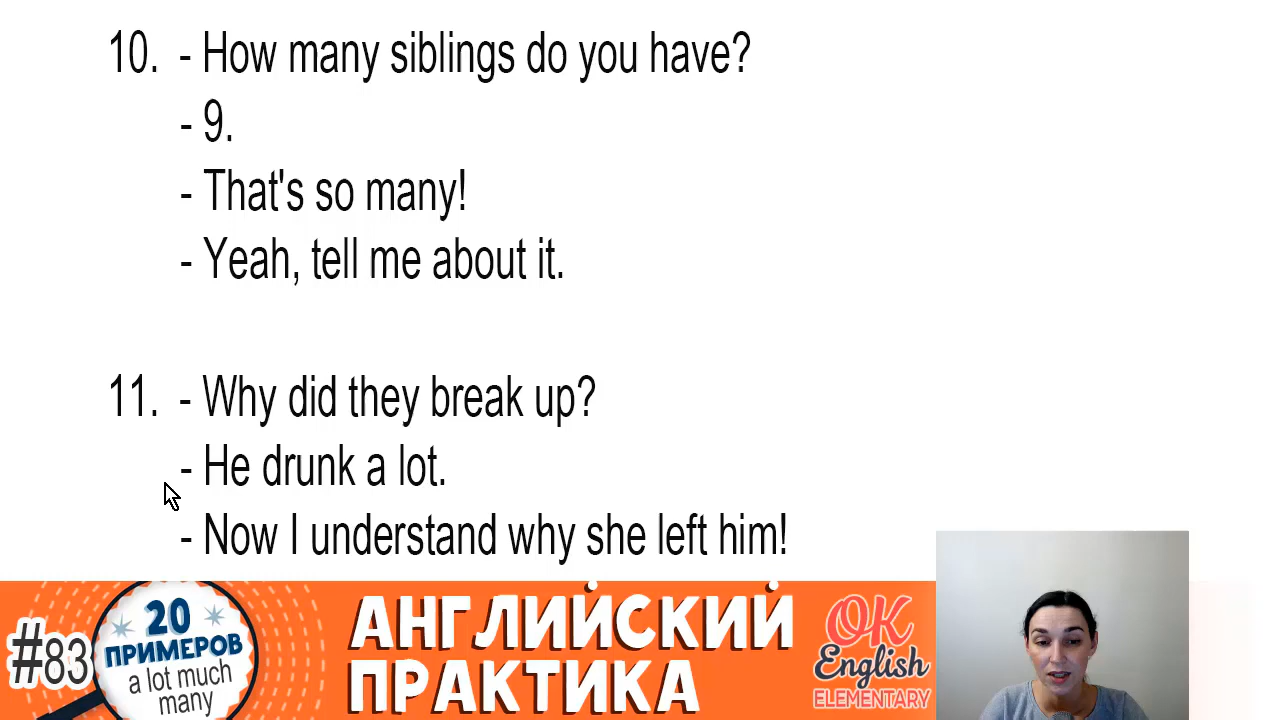 10. - How many siblings do you have?
- 9.
- That's so many!
- Yeah, tell me about it.
11. - Why did they break up?
- He drunk a lot.
- Now I understand why she left him!
#83
20
ПРИМЕРОВ
a lot much
many
АНГЛИЙСКИЙ
ПРАКТИКА
OK
English
ELEMENTARY